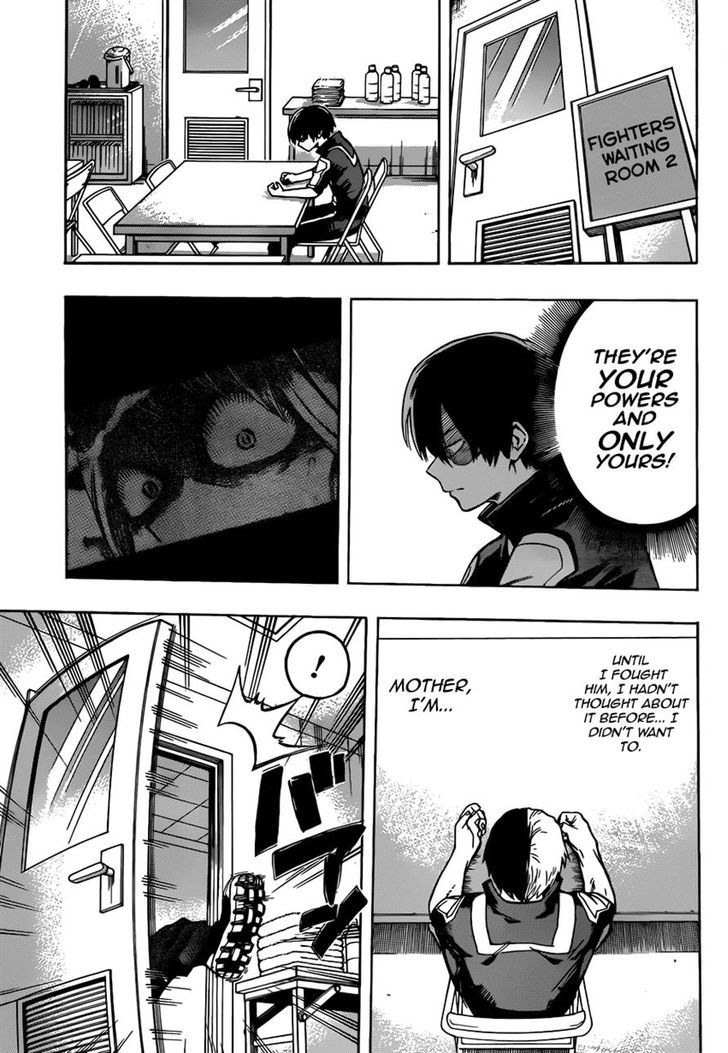 FIGHTERS
WAITING
ROOM 2
THEY'RE
YOUR
POWERS
AND
ONLY
YOURS!
UNTIL
I FOUGHT
HIM, I HADN'T
THOUGHT ABOUT
IT BEFORE... I
DIDN'T WANT
TO.
MOTHER,
I'M...
!
バァン